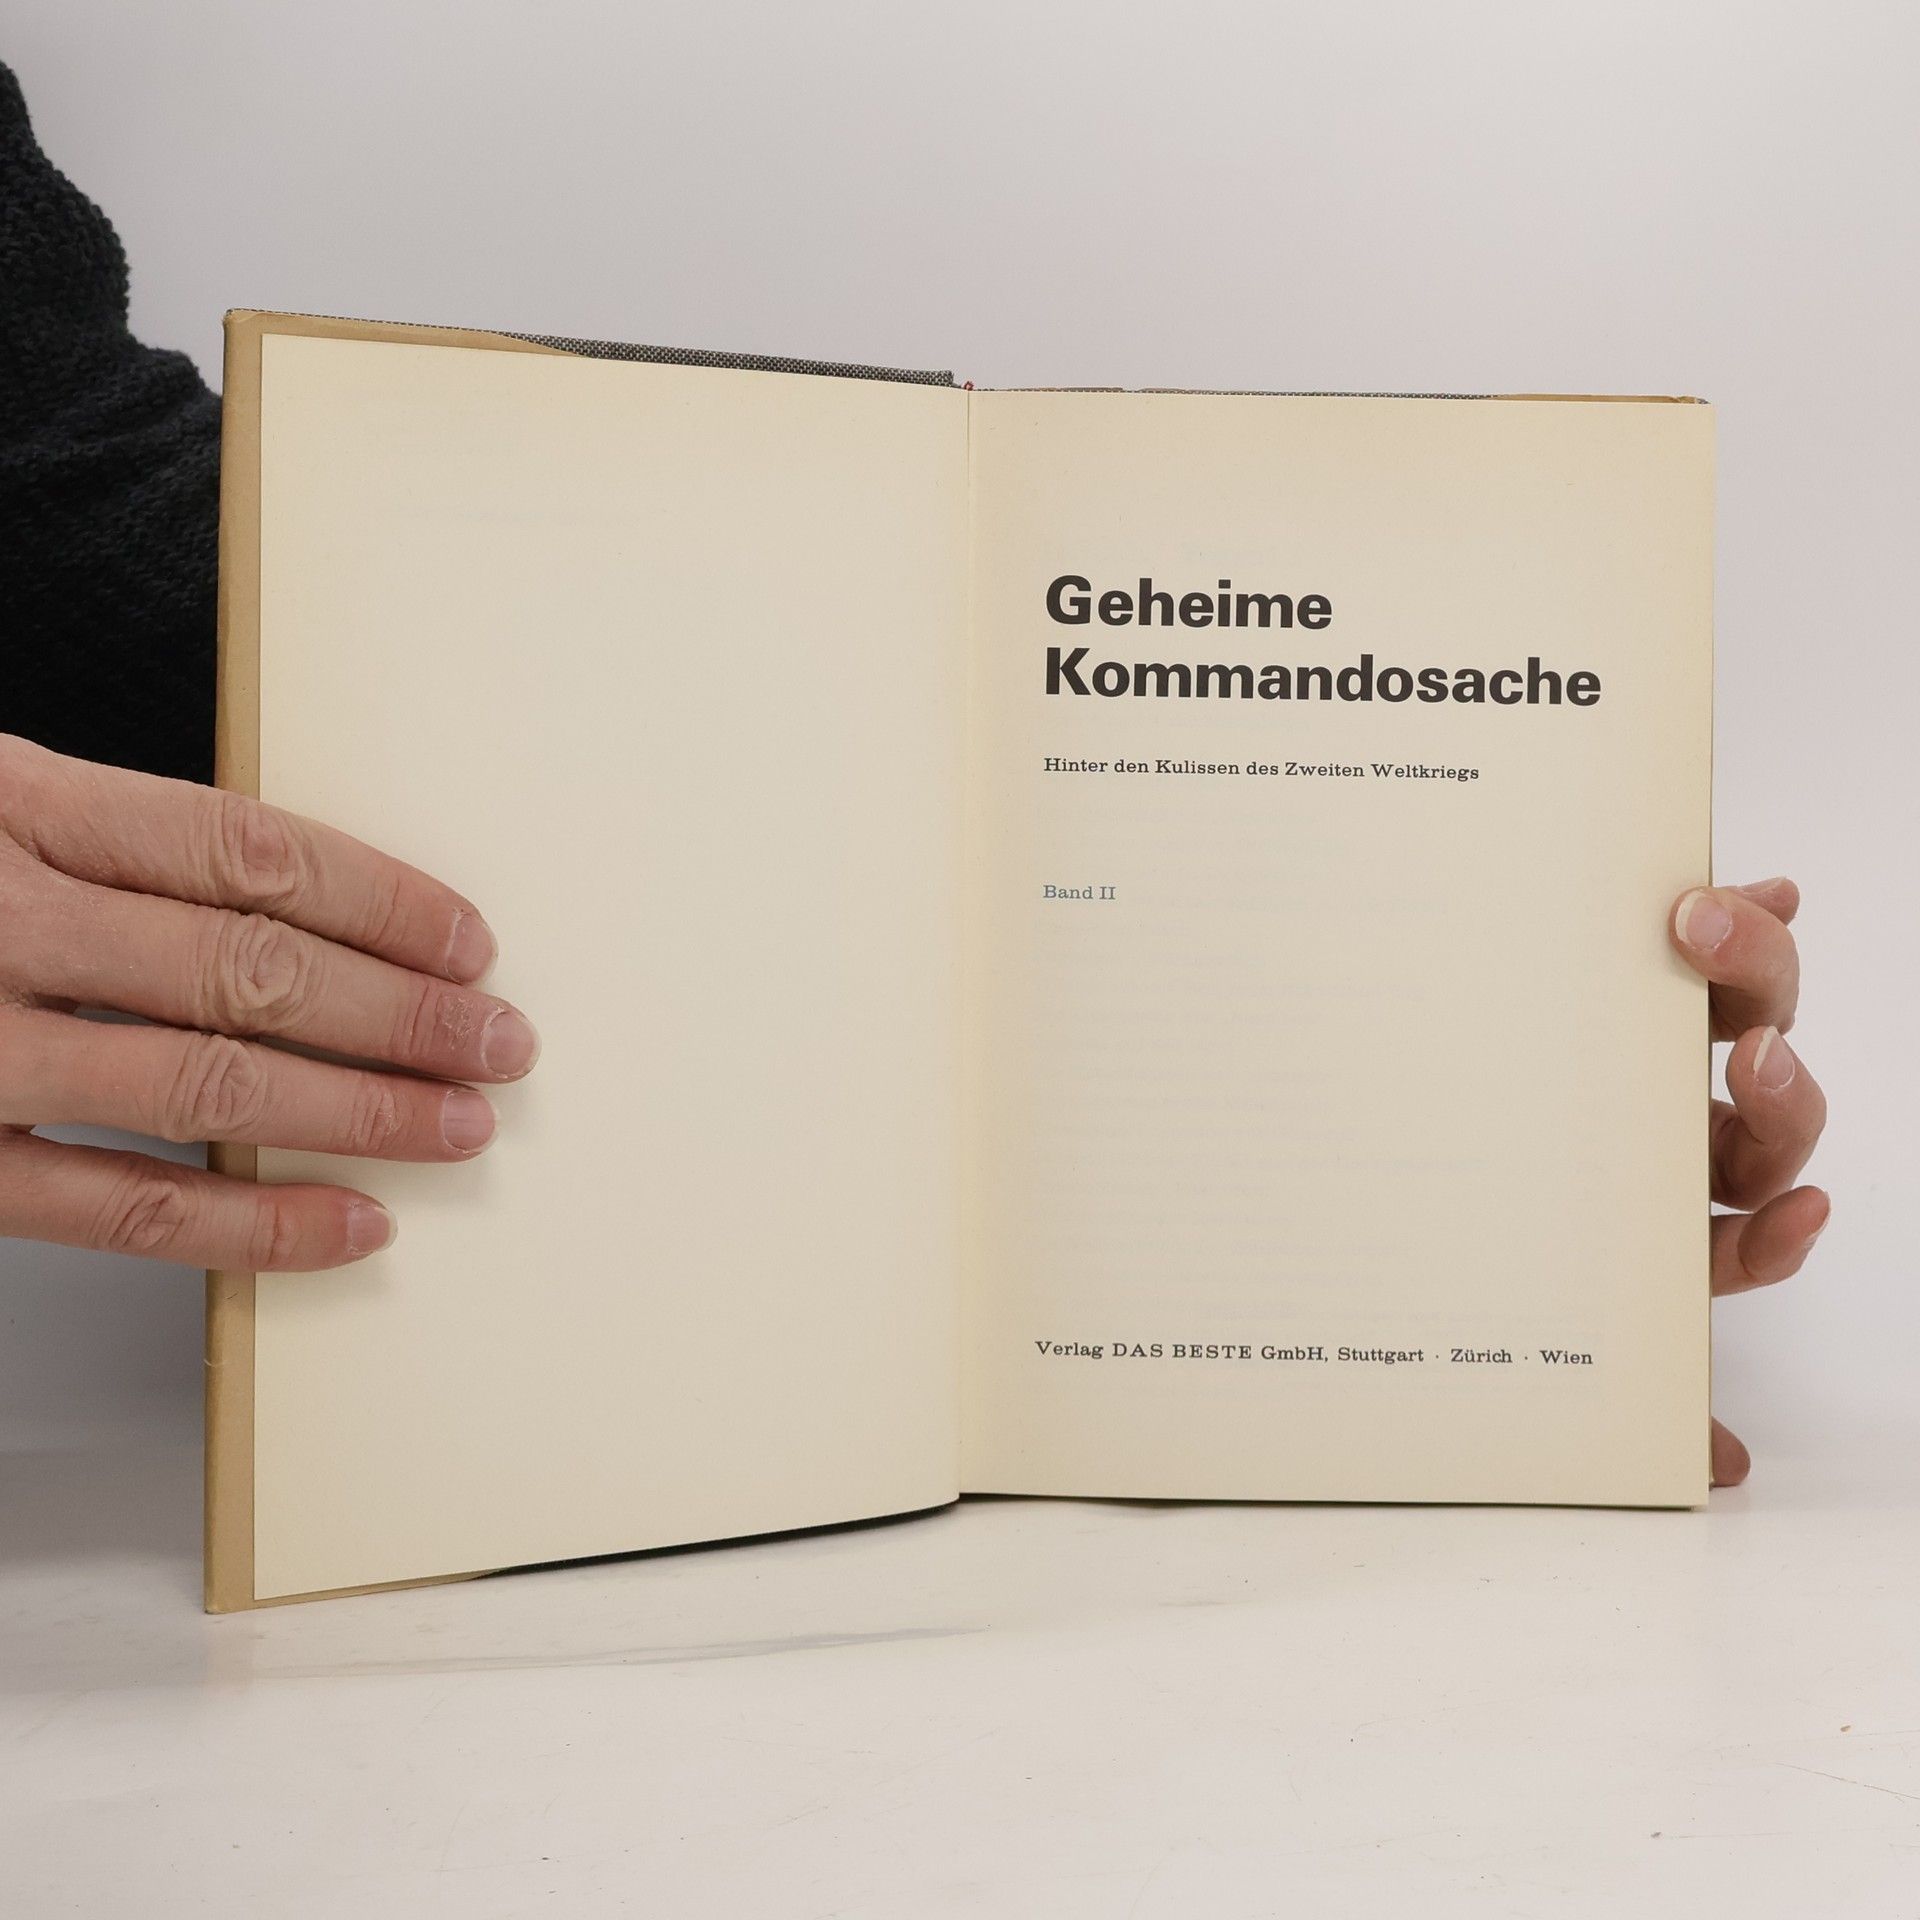 Geheime
Kommandosache
Hinter den Kulissen des Zweiten Weltkriegs
Band II
Verlag DAS BESTE GmbH, Stuttgart · Zürich · Wien